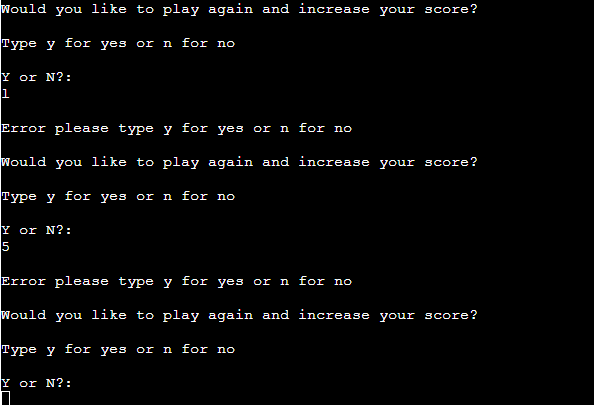 Would you like to play again and increase your score?
Type y for yes or n for no
Y or N?:
1
Error please type y for yes or n for no
Would you like to play again and increase your score?
Type y for yes or n for no
Y or N?:
5
Error please type y for yes or n for no
Would you like to play again and increase your score?
Type y for yes or n for no
Y or N?: